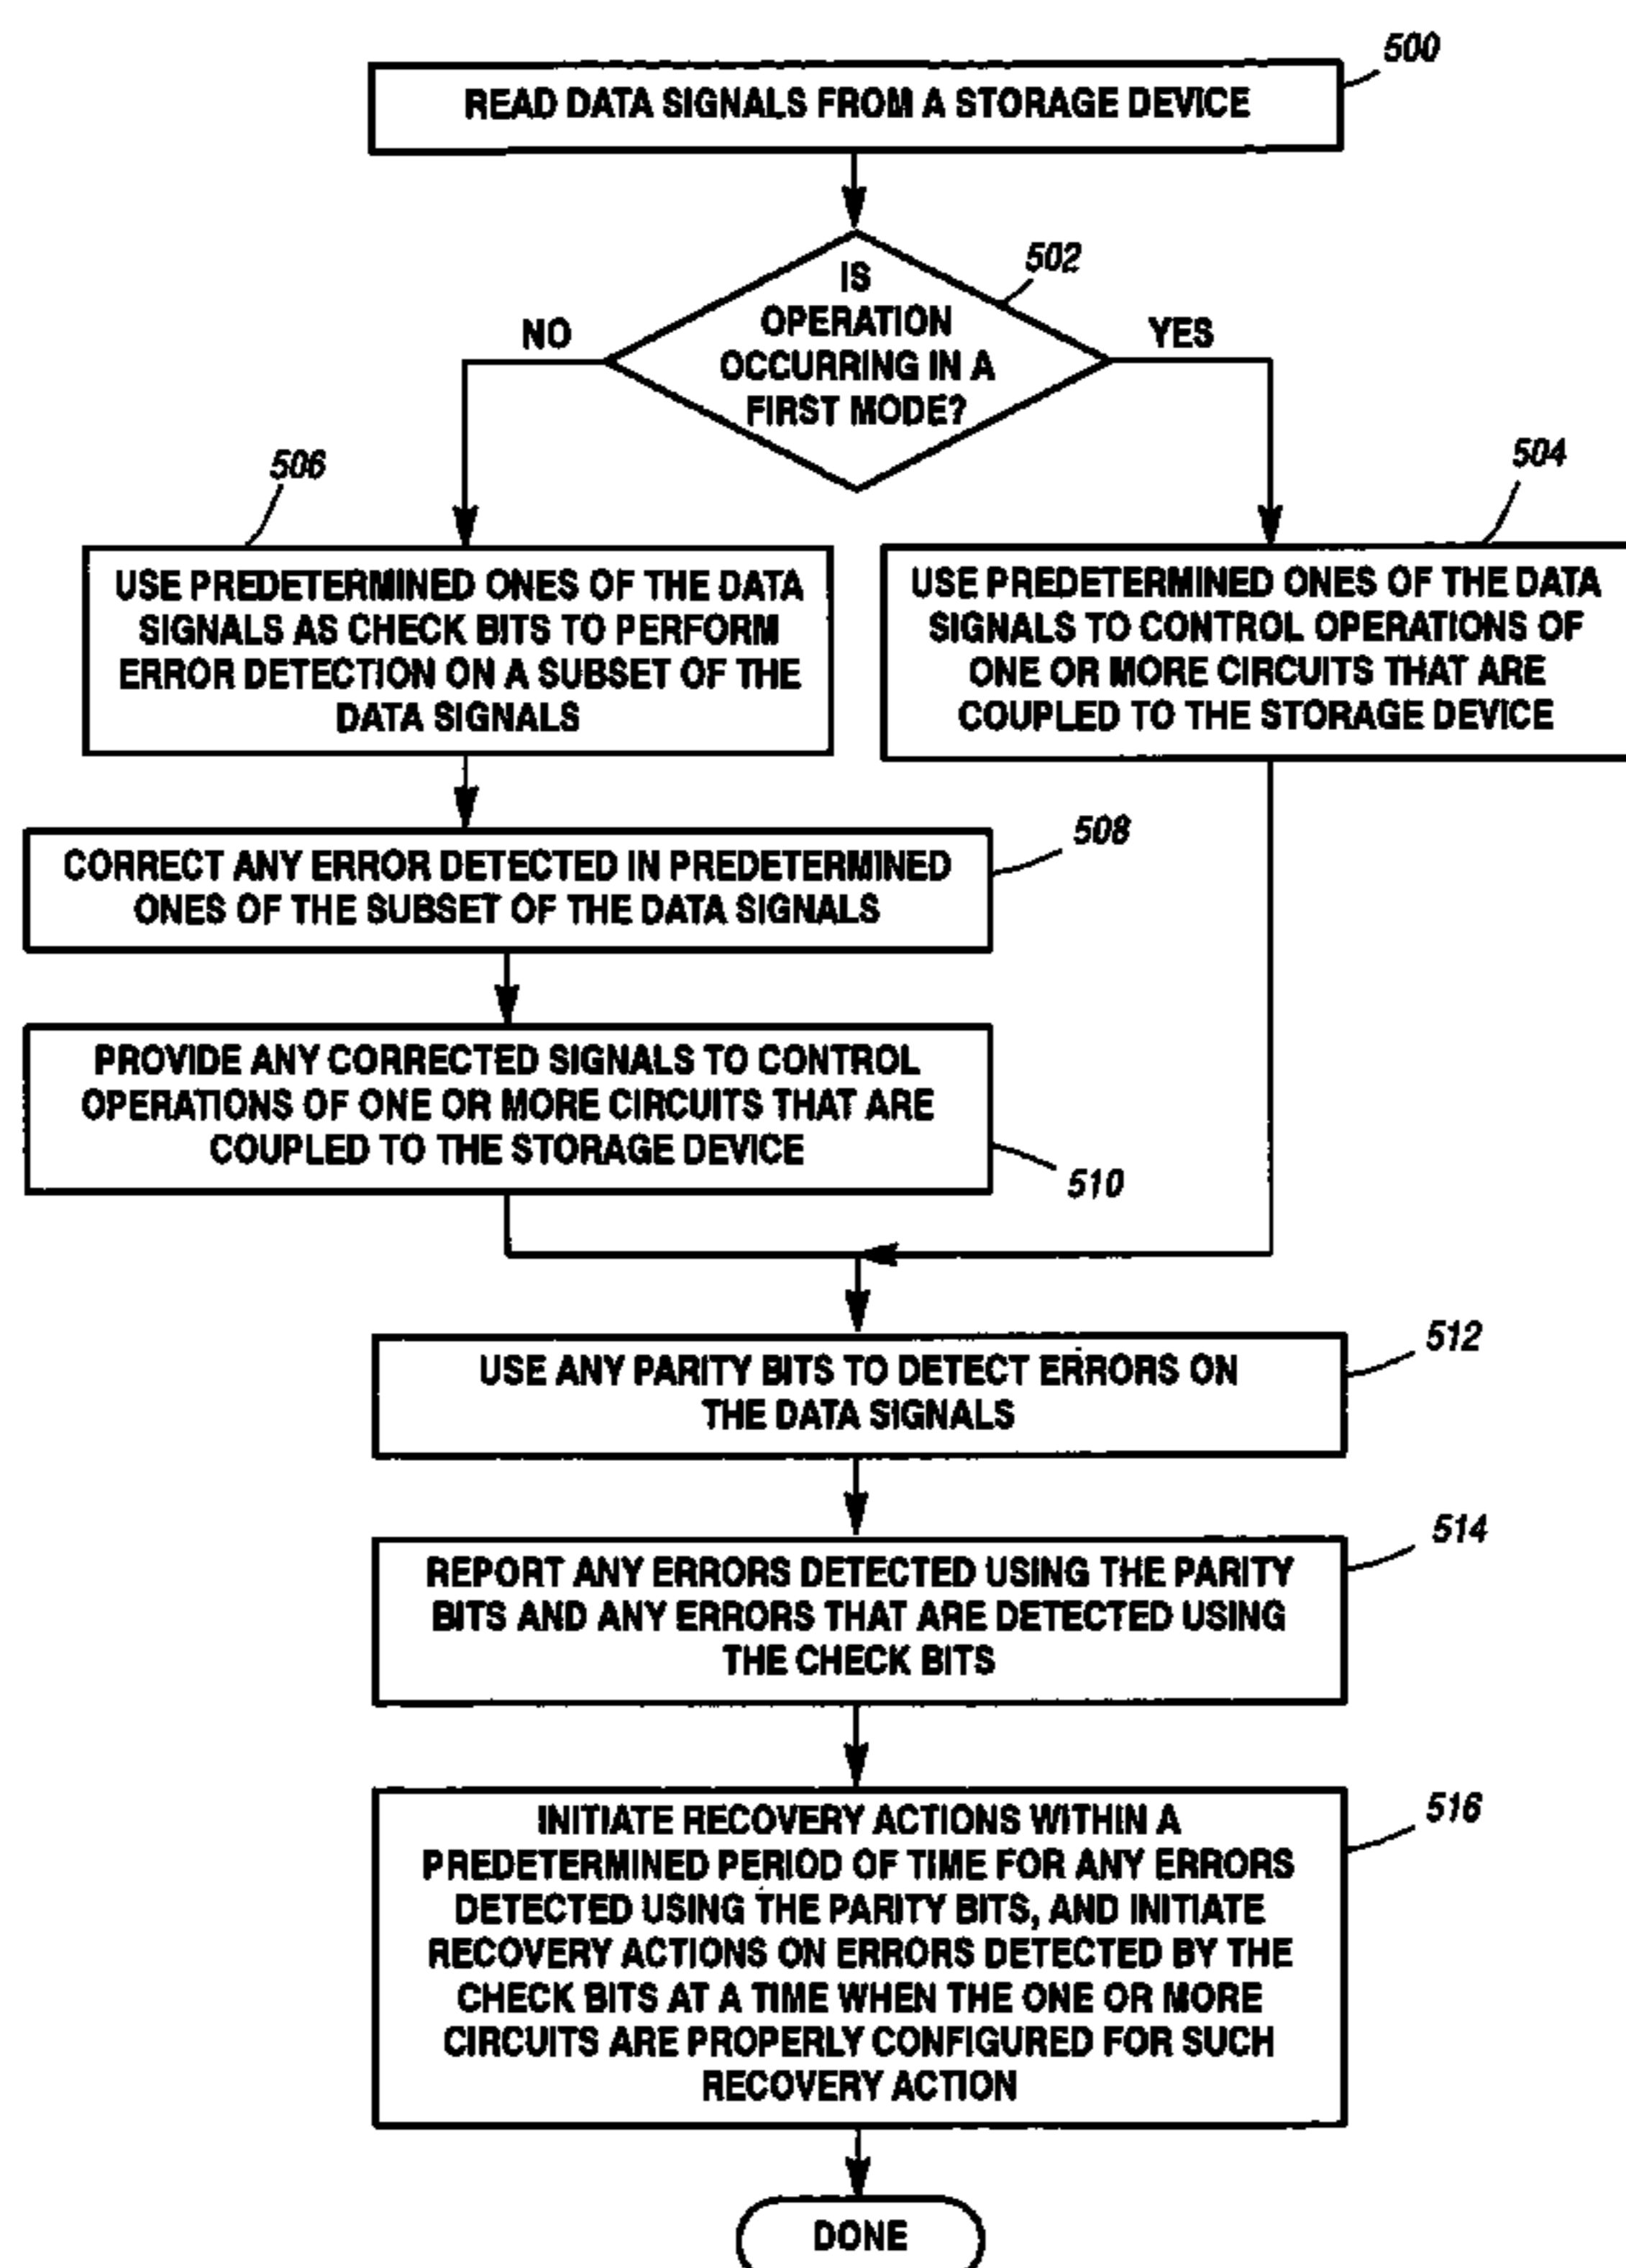 500
READ DATA SIGNALS FROM A STORAGE DEVICE
502
IS
OPERATION
OCCURRING IN A
FIRST MODE?
NO
YES
506
504
USE PREDETERMINED ONES OF THE DATA
SIGNALS AS CHECK BITS TO PERFORM
ERROR DETECTION ON A SUBSET OF THE
DATA SIGNALS
USE PREDETERMINED ONES OF THE DATA
SIGNALS TO CONTROL OPERATIONS OF
ONE OR MORE CIRCUITS THAT ARE
COUPLED TO THE STORAGE DEVICE
508
CORRECT ANY ERROR DETECTED IN PREDETERMINED
ONES OF THE SUBSET OF THE DATA SIGNALS
PROVIDE ANY CORRECTED SIGNALS TO CONTROL
OPERATIONS OF ONE OR MORE CIRCUITS THAT ARE
COUPLED TO THE STORAGE DEVICE
510
512
USE ANY PARITY BITS TO DETECT ERRORS ON
THE DATA SIGNALS
514
REPORT ANY ERRORS DETECTED USING THE PARITY
BITS AND ANY ERRORS THAT ARE DETECTED USING
THE CHECK BITS
516
INITIATE RECOVERY ACTIONS WITHIN A
PREDETERMINED PERIOD OF TIME FOR ANY ERRORS
DETECTED USING THE PARITY BITS, AND INITIATE
RECOVERY ACTIONS ON ERRORS DETECTED BY THE
CHECK BITS AT A TIME WHEN THE ONE OR MORE
CIRCUITS ARE PROPERLY CONFIGURED FOR SUCH
RECOVERY ACTION
DONE